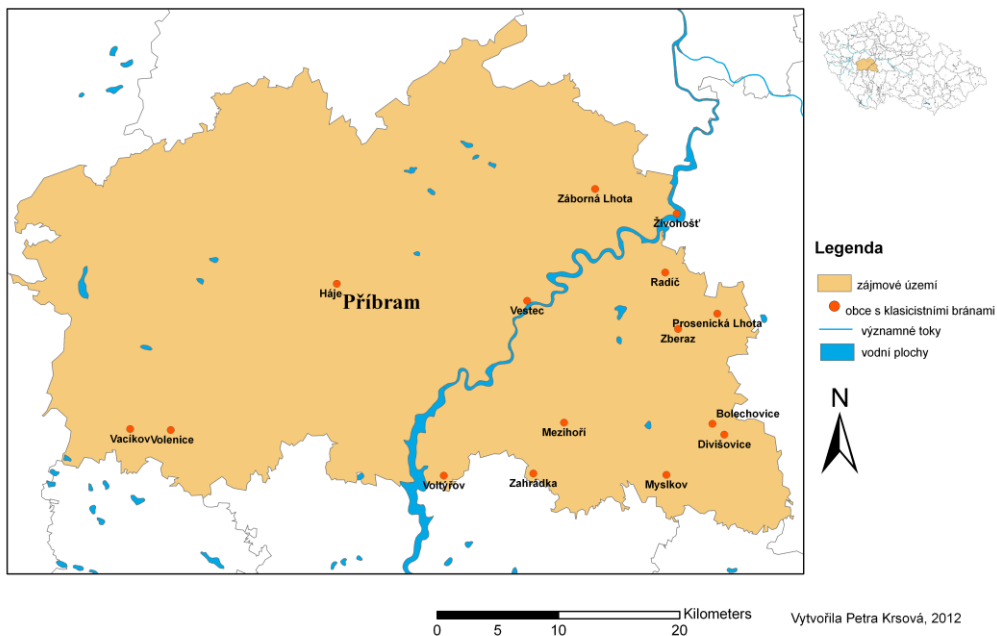 Záborná Lhota
Živohošť
Radíč
Háje
Příbram
Vestec
Prosenická Lhota
Zberaz
Bolechovice
Divišovice
Mezihoří
Vacíkov
Volenice
Voltýřov
Zahrádka
Myslkov
Legenda
zájmové území
obce s klasicistními bránami
významné toky
vodní plochy
N
Kilometers
0 5 10 20
Vytvořila Petra Krsová, 2012